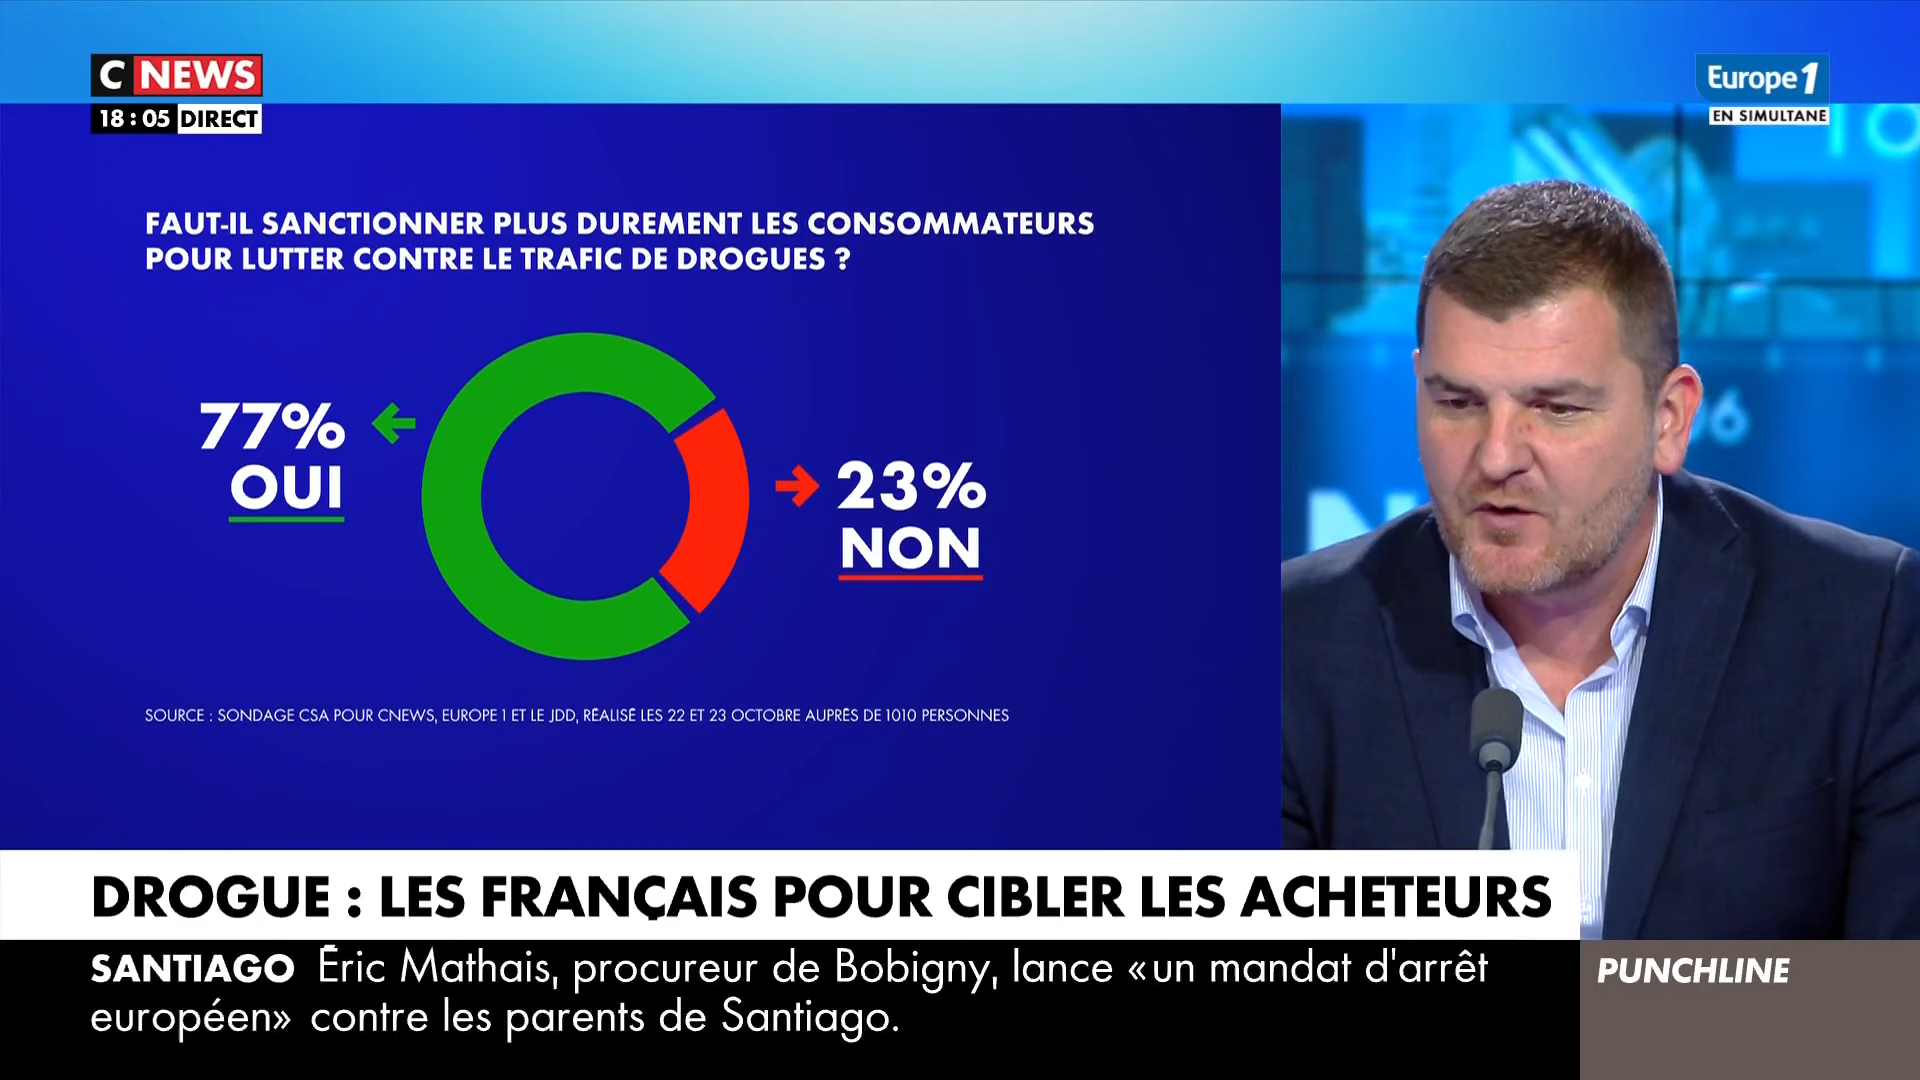 C NEWS
18:05 DIRECT
Europe 1
EN SIMULTANE
FAUT-IL SANCTIONNER PLUS DUREMENT LES CONSOMMATEURS
POUR LUTTER CONTRE LE TRAFIC DE DROGUES ?
77%
OUI
23%
NON
SOURCE : SONDAGE CSA POUR CNEWS, EUROPE 1 ET LE JDD, RÉALISÉ LES 22 ET 23 OCTOBRE AUPRÈS DE 1010 PERSONNES
DROGUE : LES FRANÇAIS POUR CIBLER LES ACHETEURS
SANTIAGO Éric Mathais, procureur de Bobigny, lance «un mandat d'arrêt
européen» contre les parents de Santiago.
PUNCHLINE